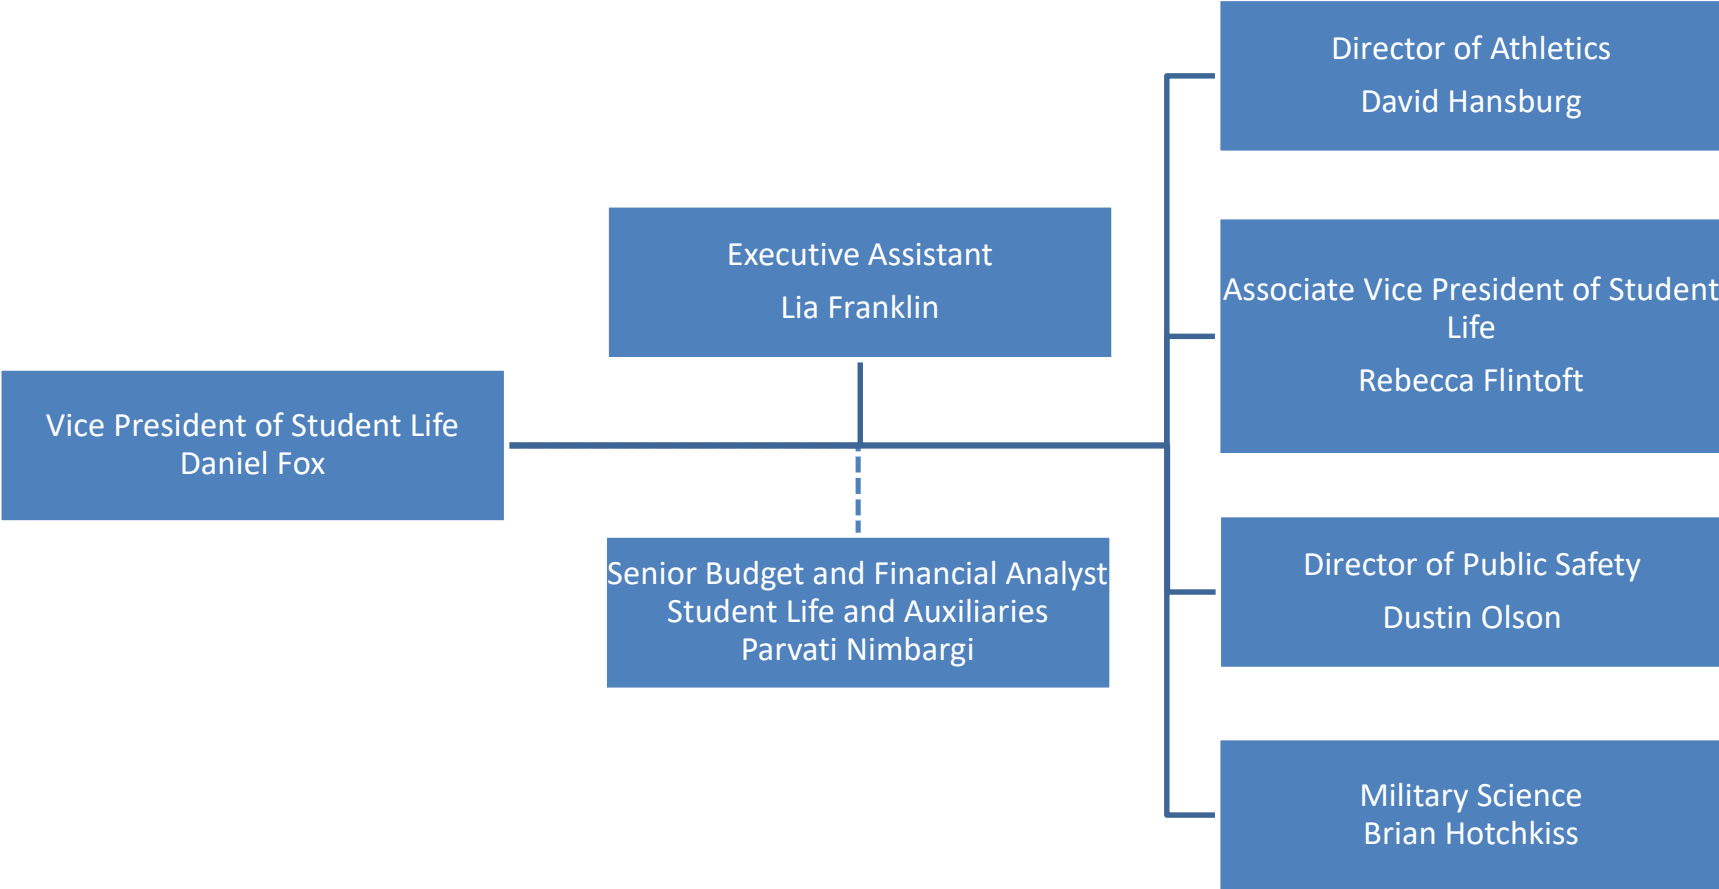 Vice President of Student Life
Daniel Fox
Executive Assistant
Lia Franklin
Senior Budget and Financial Analyst
Student Life and Auxiliaries
Parvati Nimbargi
Director of Athletics
David Hansburg
Associate Vice President of Student
Life
Rebecca Flintoft
Director of Public Safety
Dustin Olson
Military Science
Brian Hotchkiss